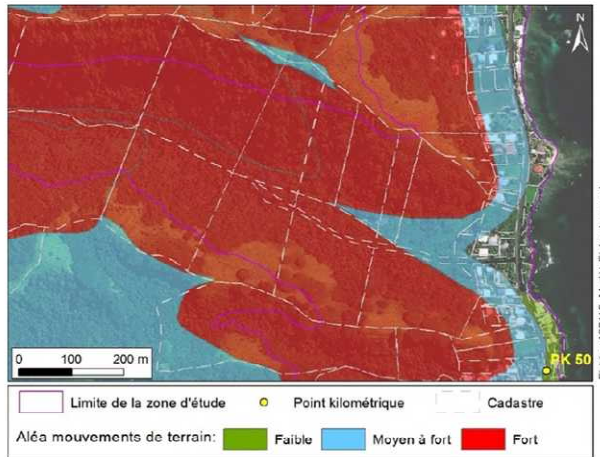 N
PK 50
0 100 200 m
Limite de la zone d'étude Point kilométrique Cadastre
Aléa mouvements de terrain: Faible Moyen à fort Fort